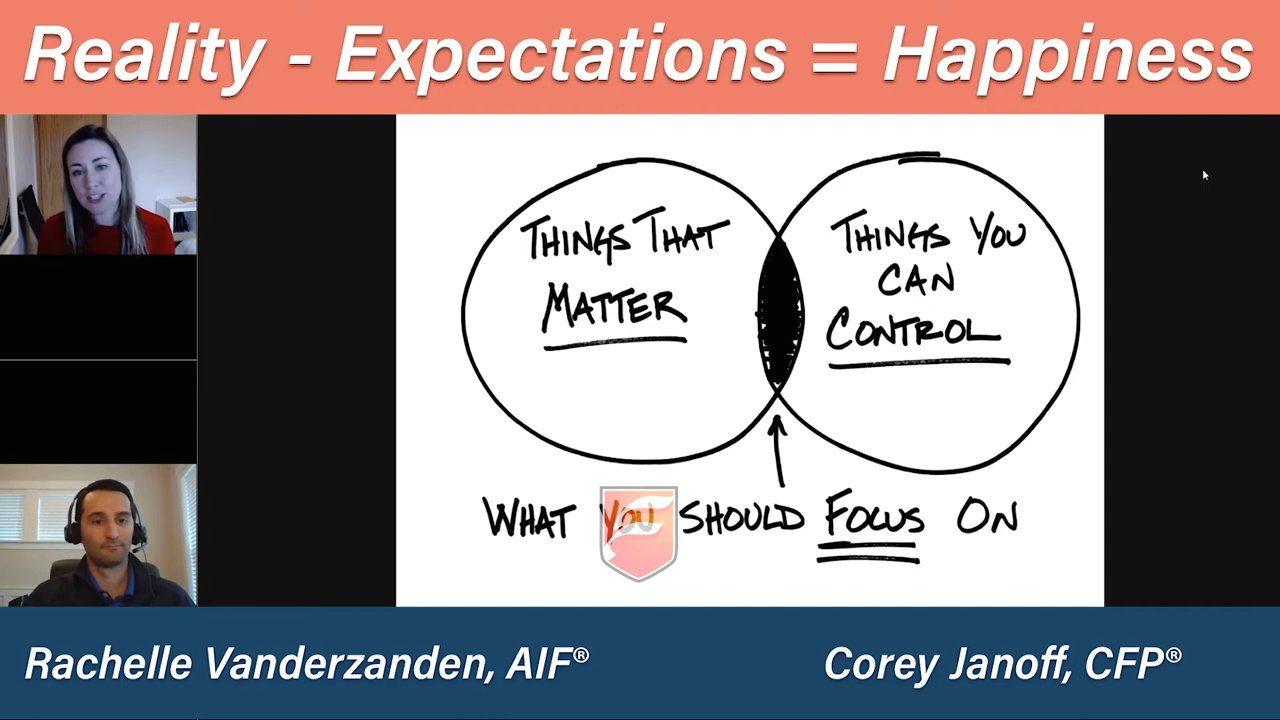 Reality - Expectations = Happiness
THINGS THAT
MATTER
THINGS YOU
CAN
CONTROL
WHAT YOU SHOULD FOCUS ON
Rachelle Vanderzanden, AIF®
Corey Janoff, CFP®